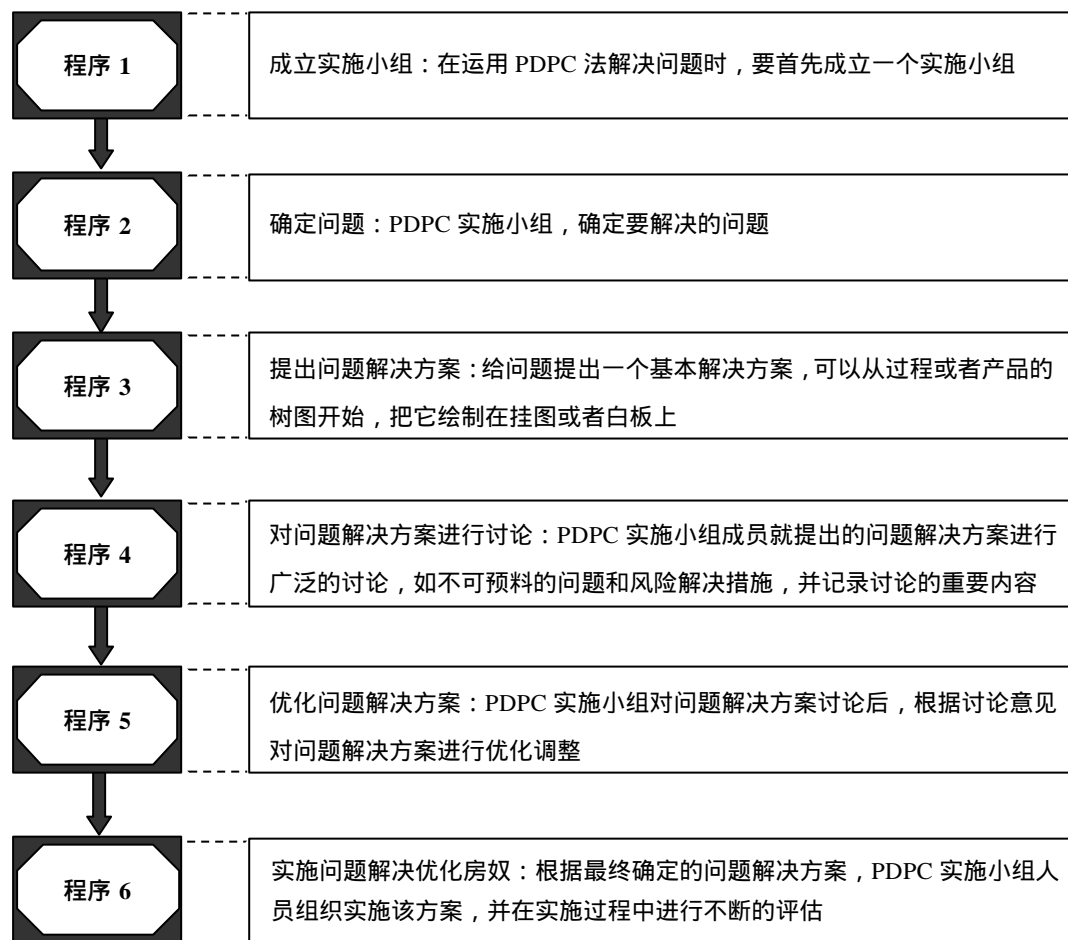 程序 1
成立实施小组：在运用 PDPC 法解决问题时，要首先成立一个实施小组
程序 2
确定问题：PDPC 实施小组，确定要解决的问题
程序 3
提出问题解决方案：给问题提出一个基本解决方案，可以从过程或者产品的
树图开始，把它绘制在挂图或者白板上
程序 4
对问题解决方案进行讨论：PDPC 实施小组成员就提出的问题解决方案进行
广泛的讨论，如不可预料的问题和风险解决措施，并记录讨论的重要内容
程序 5
优化问题解决方案：PDPC 实施小组对问题解决方案讨论后，根据讨论意见
对问题解决方案进行优化调整
程序 6
实施问题解决优化房奴：根据最终确定的问题解决方案，PDPC 实施小组人
员组织实施该方案，并在实施过程中进行不断的评估